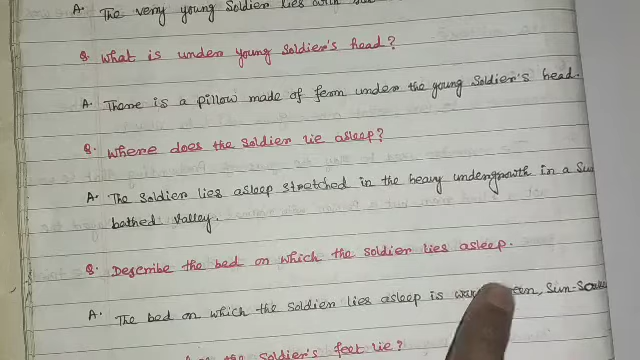 A. The very young Soldier lies with
Q. What is under young Soldier's head?
A. There is a pillow made of fern under the young Soldier's head.
Q. Where does the Soldier lie asleep?
A. The Soldier lies asleep stretched in the heavy undergrowth in a Sun
bathed valley.
Q. Describe the bed on which the soldier lies asleep.
A. The bed on which the soldier lies asleep is Sun-
the soldier's feet lie?